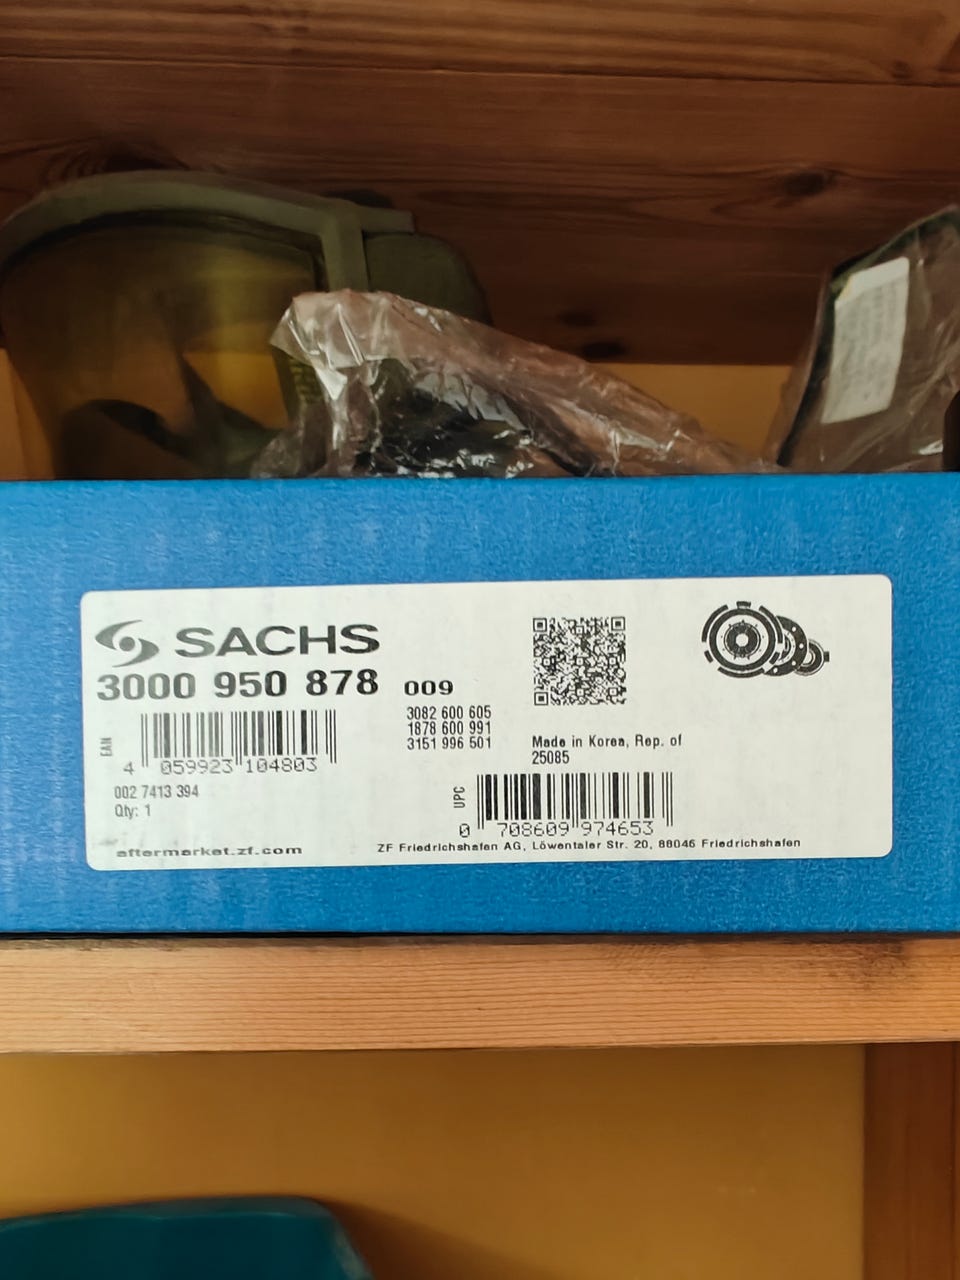 SACHS
3000 950 878 009
3082 600 605
1878 600 991
3151 996 501
EAN
4 059923 104803
002 7413 394
Qty: 1
Made in Korea, Rep. of
25085
UPC
0 708609 974653
aftermarket.zf.com
ZF Friedrichshafen AG, Löwentaler Str. 20, 88046 Friedrichshafen